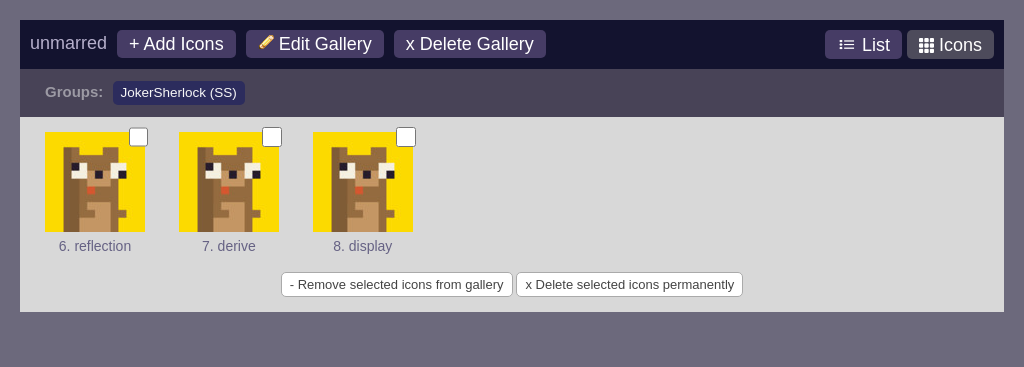 unmarred + Add Icons Edit Gallery x Delete Gallery List Icons
Groups: JokerSherlock (SS)
6. reflection 7. derive 8. display
- Remove selected icons from gallery x Delete selected icons permanently